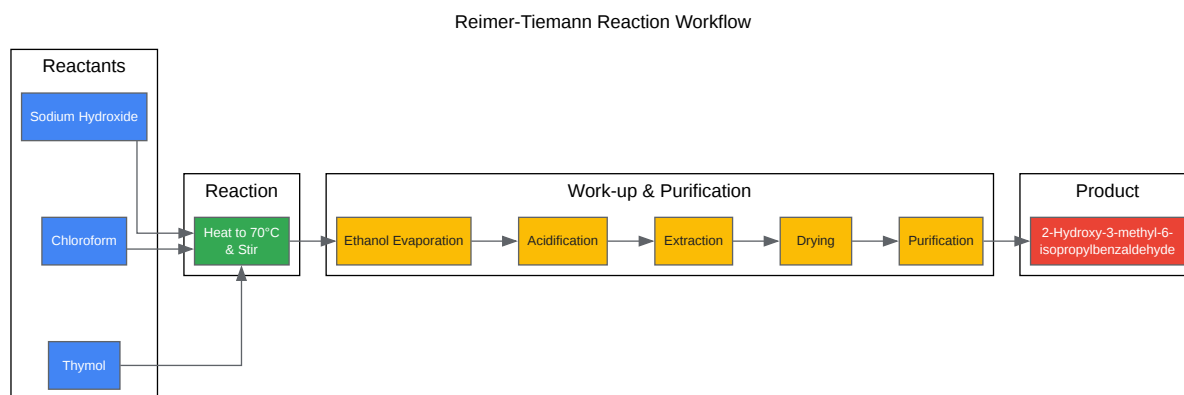 Reimer-Tiemann Reaction Workflow
Reactants
Sodium Hydroxide
Chloroform
Thymol
Reaction
Heat to 70°C
& Stir
Work-up & Purification
Ethanol Evaporation
Acidification
Extraction
Drying
Purification
Product
2-Hydroxy-3-methyl-6-
isopropylbenzaldehyde